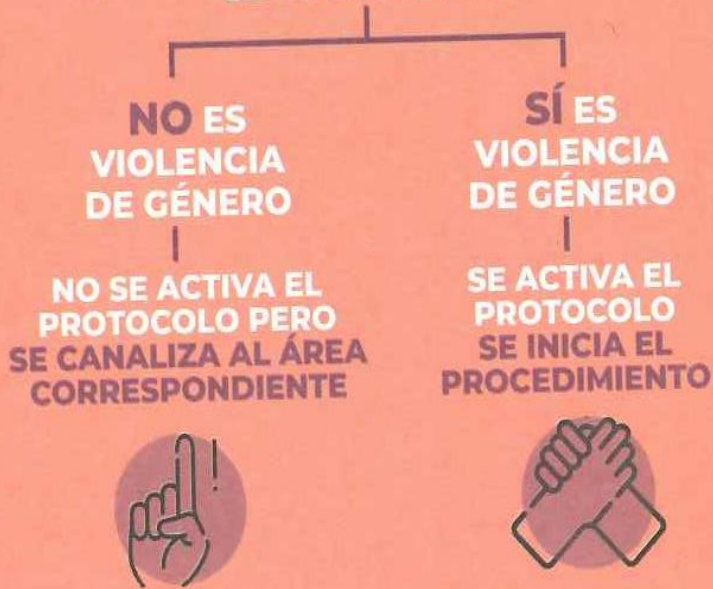 NO ES
VIOLENCIA
DE GÉNERO
NO SE ACTIVA EL
PROTOCOLO PERO
SE CANALIZA AL ÁREA
CORRESPONDIENTE
!
SÍ ES
VIOLENCIA
DE GÉNERO
SE ACTIVA EL
PROTOCOLO
SE INICIA EL
PROCEDIMIENTO